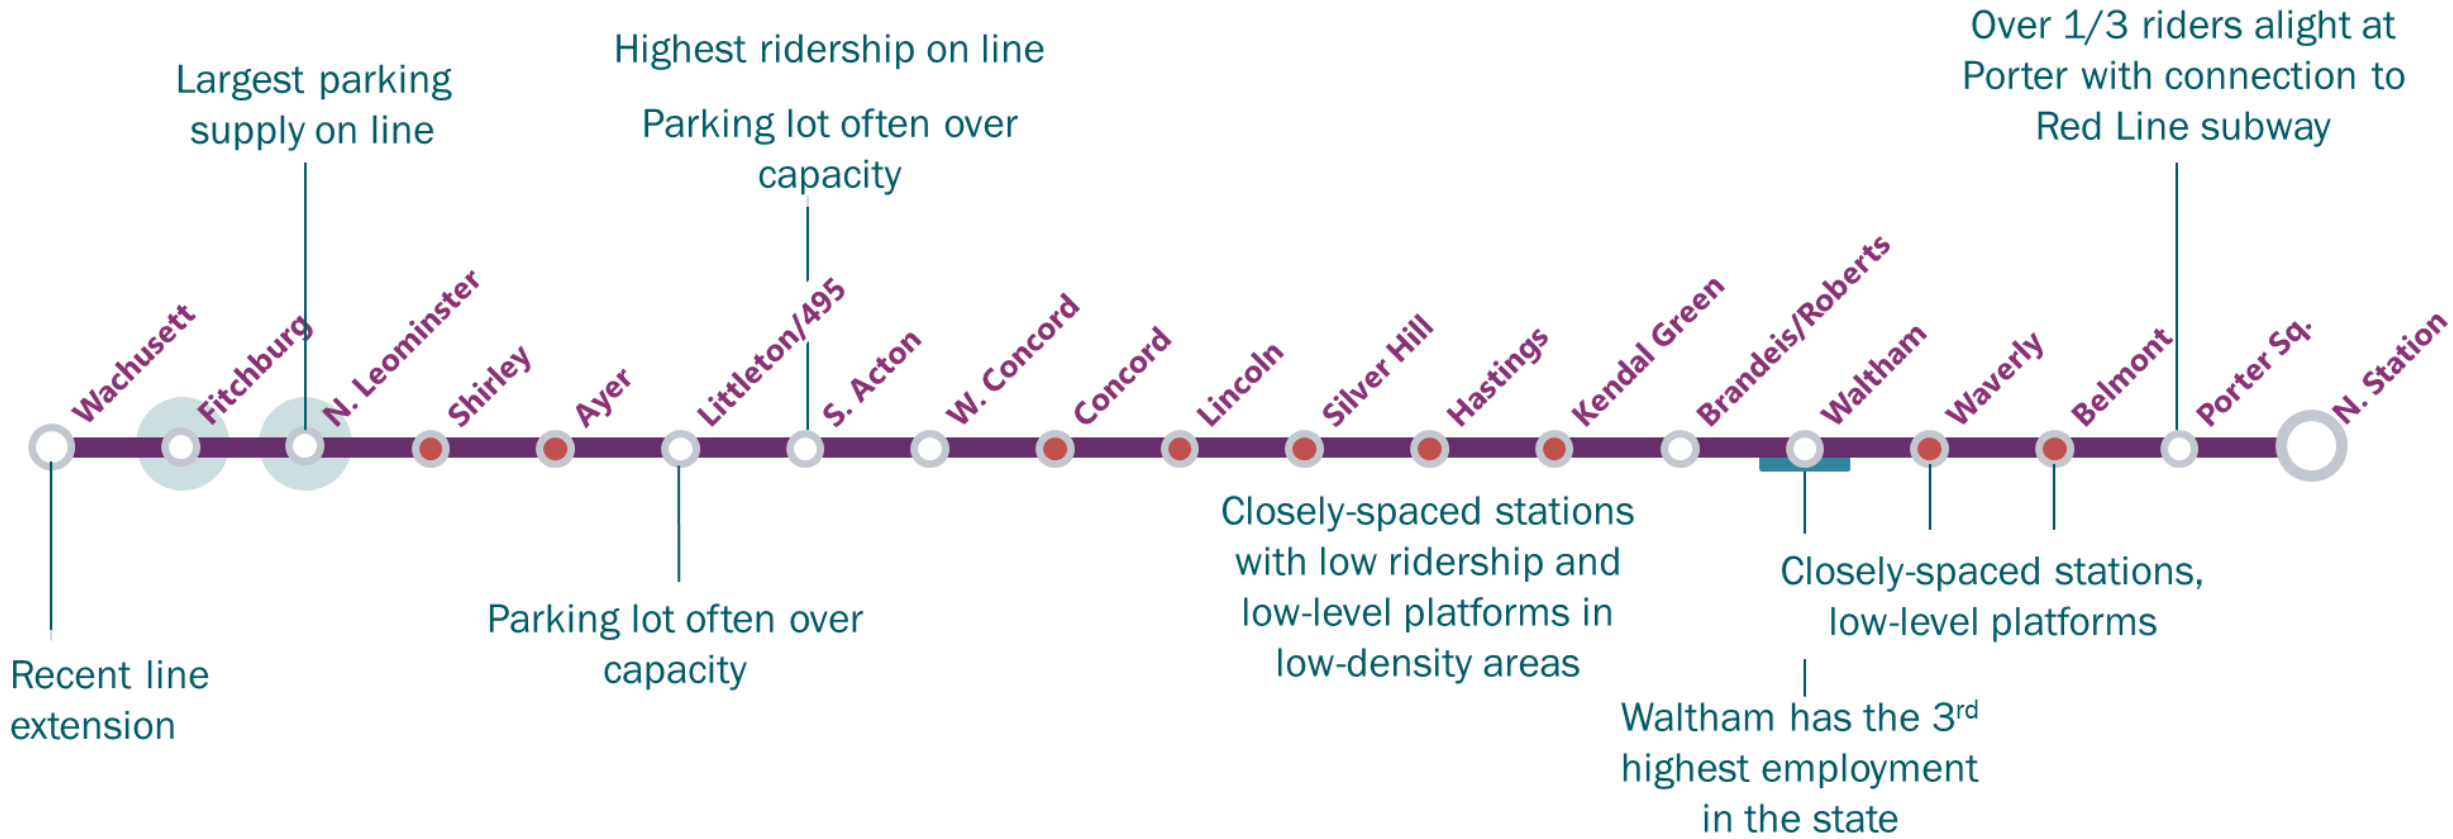 Largest parking
supply on line
Highest ridership on line
Parking lot often over
capacity
Over 1/3 riders alight at
Porter with connection to
Red Line subway
Wachusett
Fitchburg
N. Leominster
Shirley
Ayer
Littleton/495
S. Acton
W. Concord
Concord
Lincoln
Silver Hill
Hastings
Kendal Green
Brandeis/Roberts
Waltham
Waverly
Belmont
Porter Sq.
N. Station
Recent line
extension
Parking lot often over
capacity
Closely-spaced stations
with low ridership and
low-level platforms in
low-density areas
Closely-spaced stations,
low-level platforms
Waltham has the 3rd
highest employment
in the state